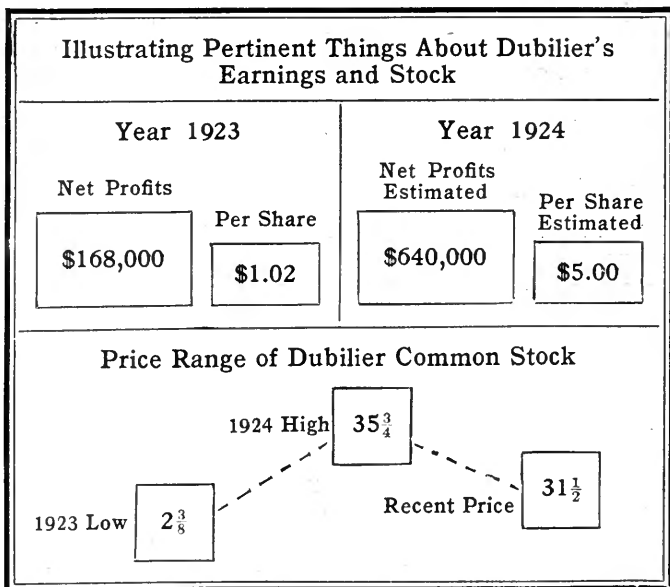 Illustrating Pertinent Things About Dubilier's
Earnings and Stock
Year 1923
Net Profits
$168,000
Per Share
$1.02
Year 1924
Net Profits
Estimated
$640,000
Per Share
Estimated
$5.00
Price Range of Dubilier Common Stock
1924 High
35¾
1923 Low
2⅜
Recent Price
31½